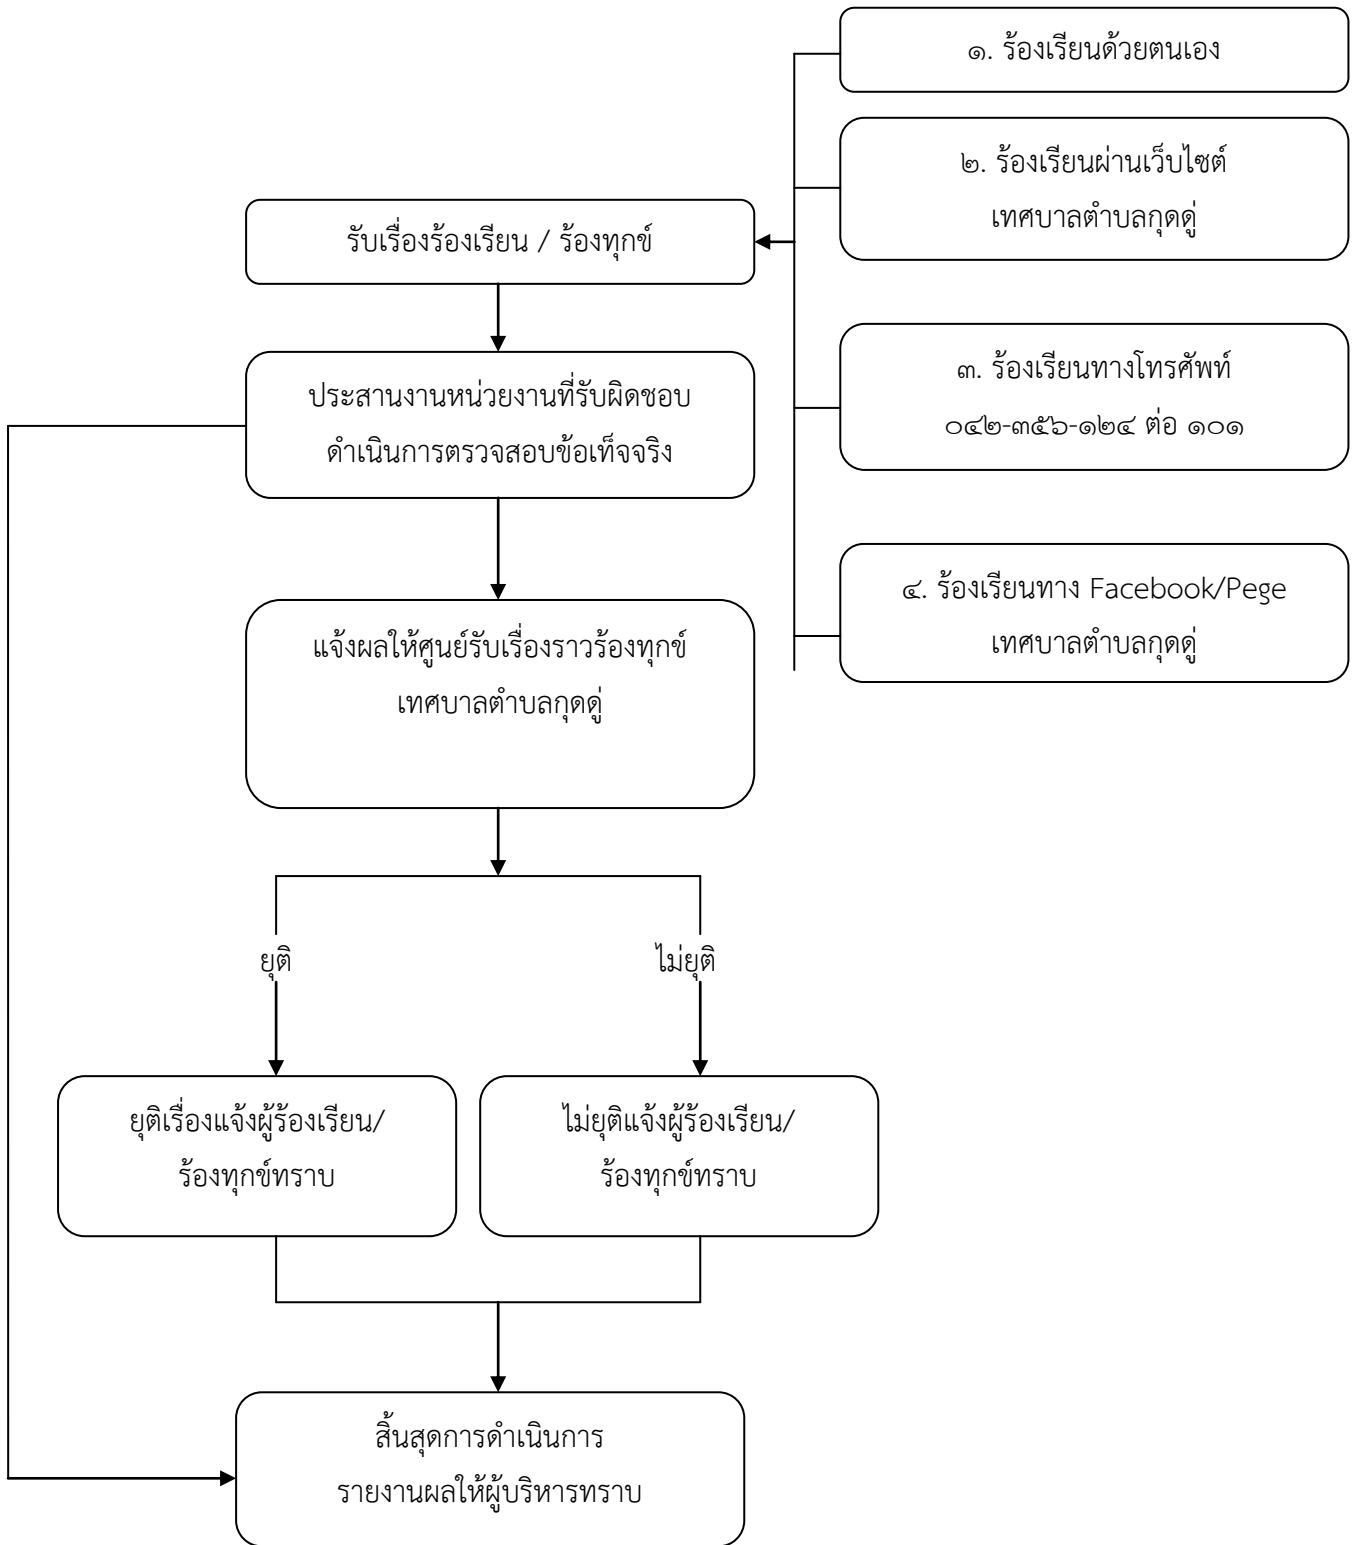 ๑. ร้องเรียนด้วยตนเอง
๒. ร้องเรียนผ่านเว็บไซต์
เทศบาลตำบลกุดดู่
รับเรื่องร้องเรียน / ร้องทุกข์
๓. ร้องเรียนทางโทรศัพท์
๐๔๒-๓๕๖-๑๒๔ ต่อ ๑๐๑
ประสานงานหน่วยงานที่รับผิดชอบ
ดำเนินการตรวจสอบข้อเท็จจริง
๔. ร้องเรียนทาง Facebook/Pege
เทศบาลตำบลกุดดู่
แจ้งผลให้ศูนย์รับเรื่องราวร้องทุกข์
เทศบาลตำบลกุดดู่
ยุติ
ไม่ยุติ
ยุติเรื่องแจ้งผู้ร้องเรียน/
ร้องทุกข์ทราบ
ไม่ยุติแจ้งผู้ร้องเรียน/
ร้องทุกข์ทราบ
สิ้นสุดการดำเนินการ
รายงานผลให้ผู้บริหารทราบ